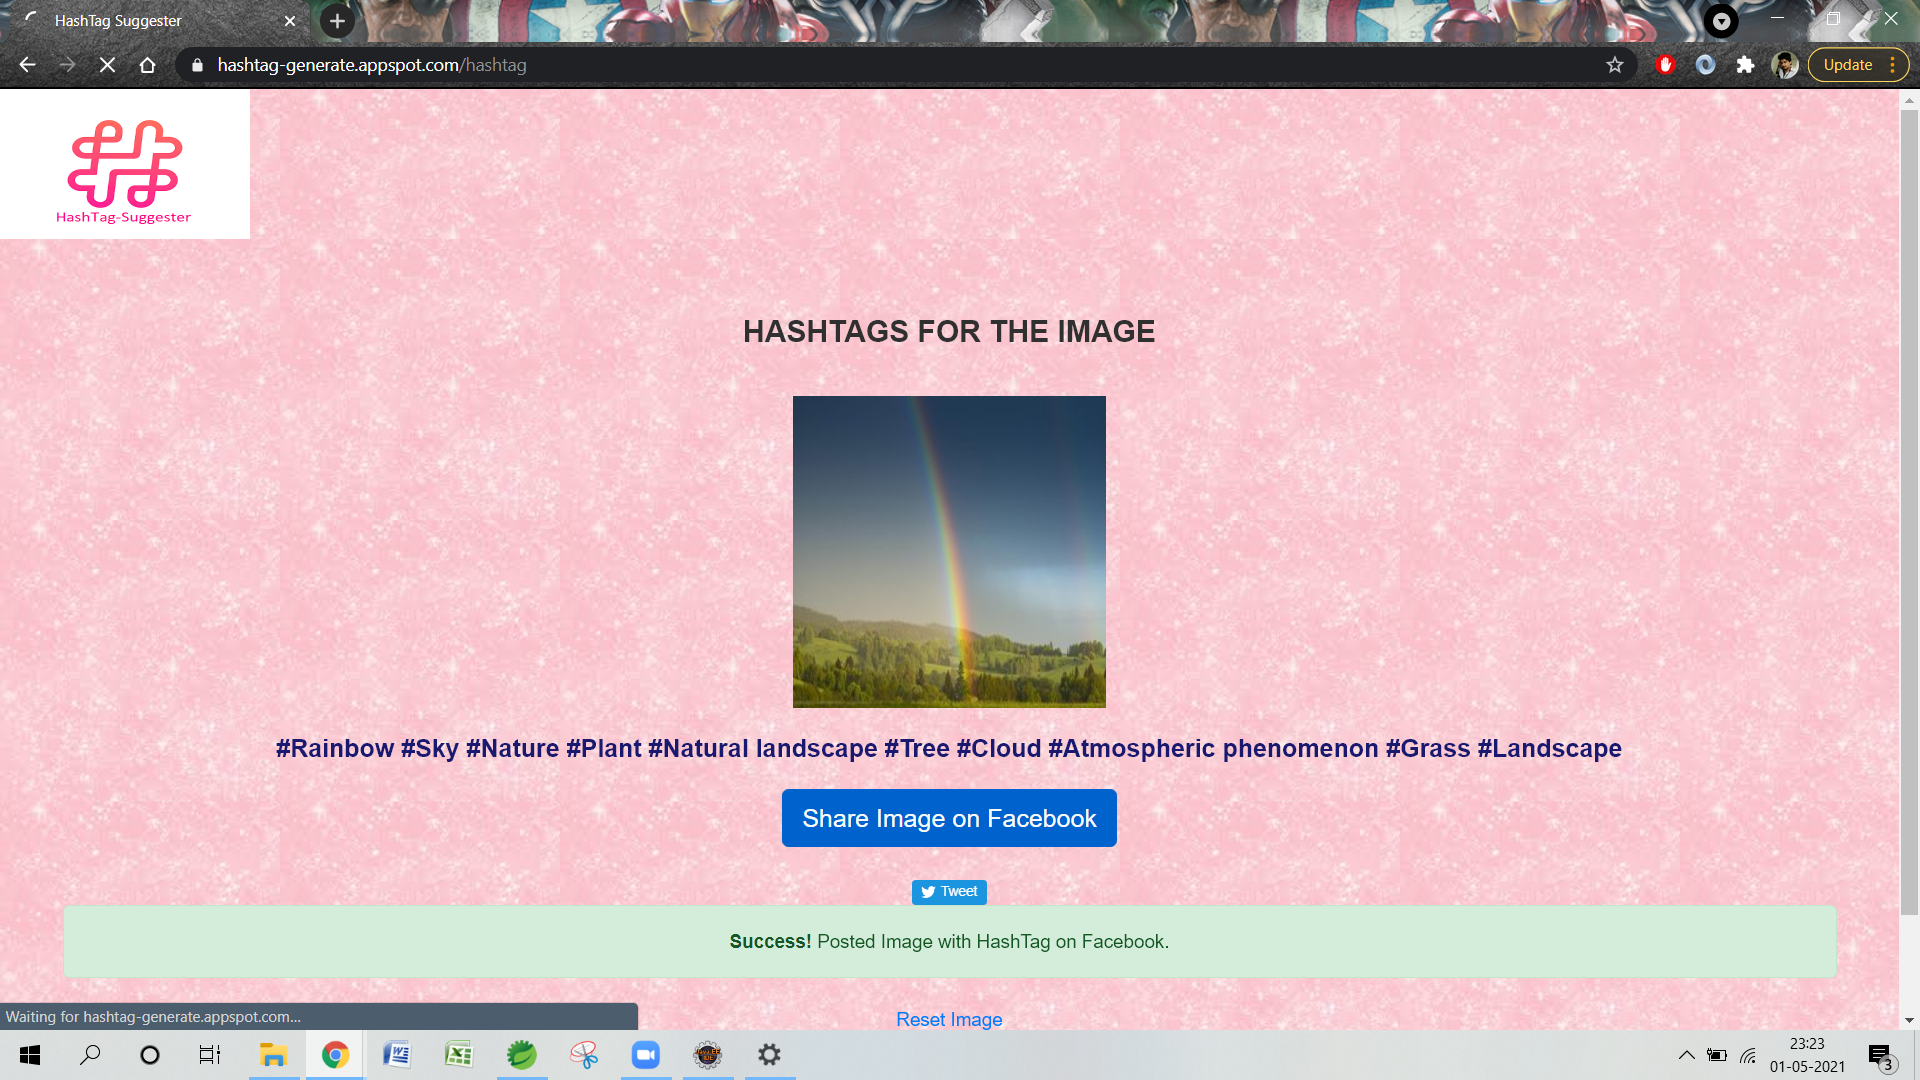 HashTag Suggester
hashtag-generate.appspot.com/hashtag
Update
HashTag-Suggester
HASHTAGS FOR THE IMAGE
#Rainbow #Sky #Nature #Plant #Natural landscape #Tree #Cloud #Atmospheric phenomenon #Grass #Landscape
Share Image on Facebook
Tweet
Success! Posted Image with HashTag on Facebook.
Reset Image
Waiting for hashtag-generate.appspot.com...
23:23
01-05-2021
3